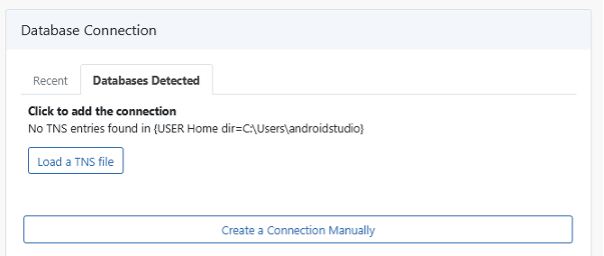 Database Connection
Recent
Databases Detected
Click to add the connection
No TNS entries found in {USER Home dir=C:\Users\androidstudio}
Load a TNS file
Create a Connection Manually